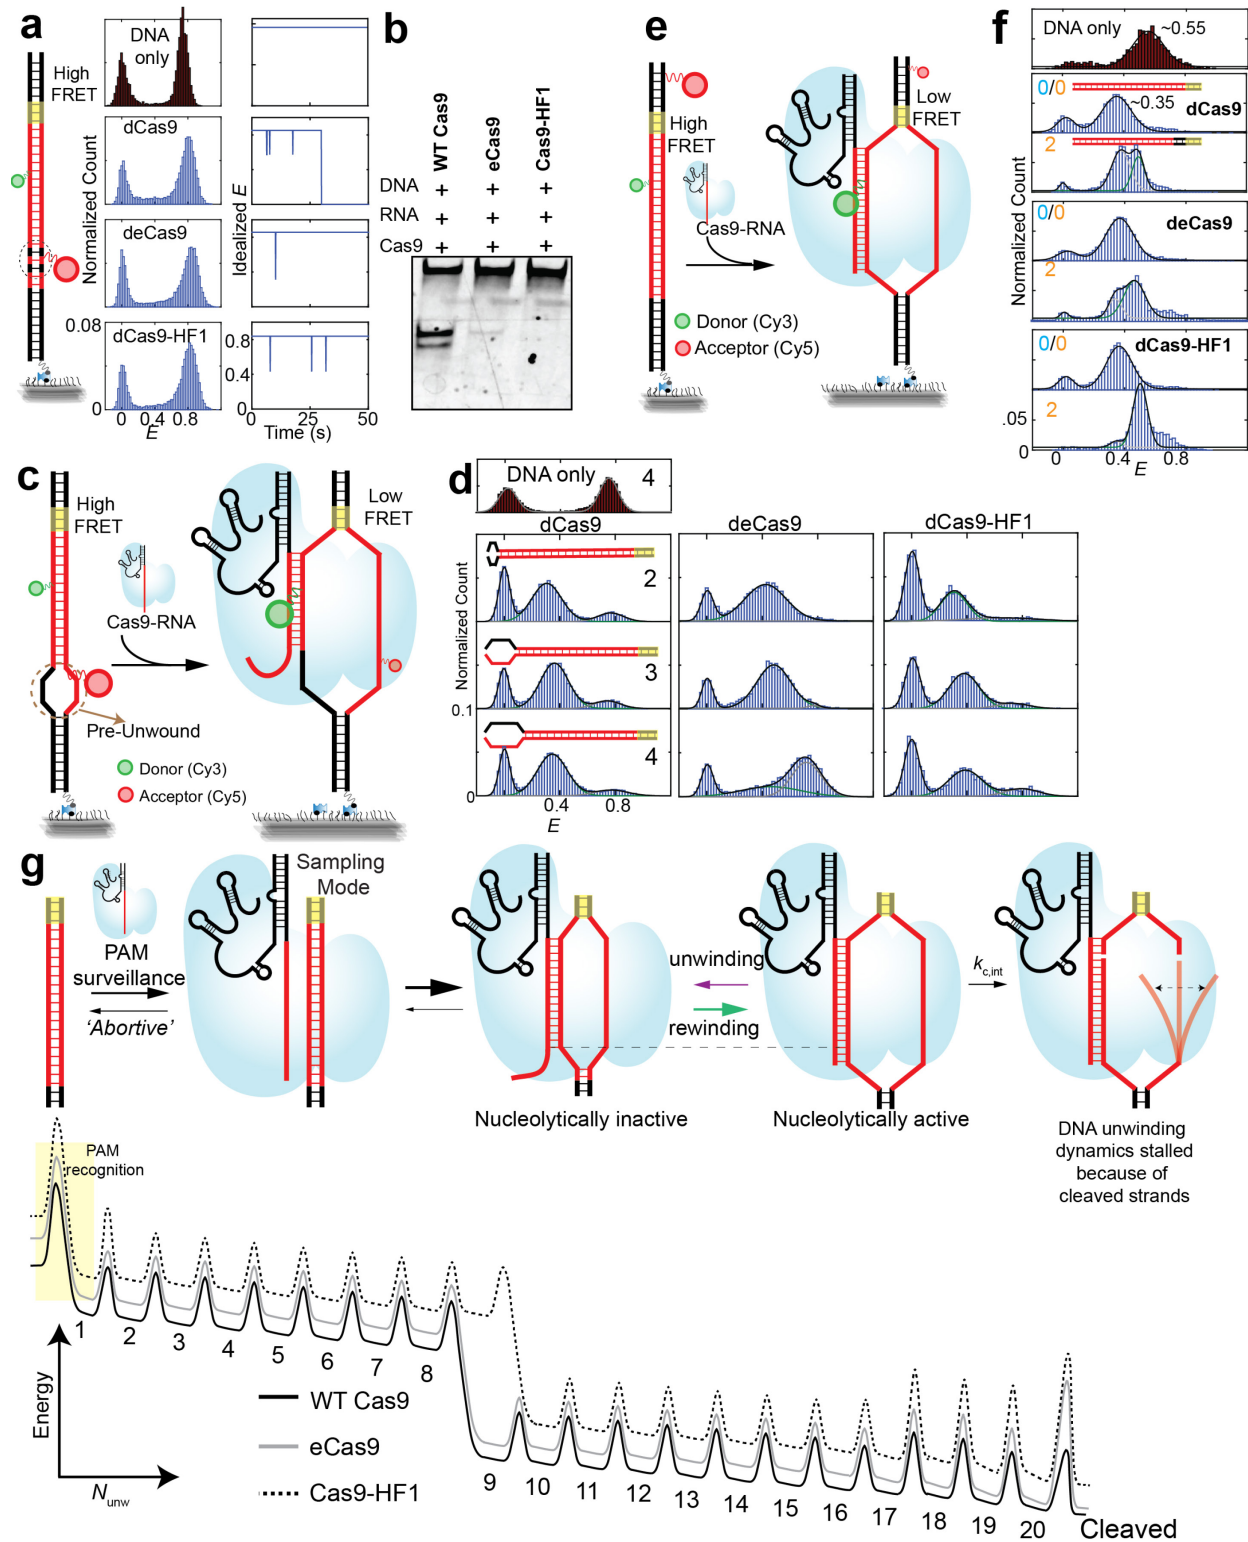 a
High
FRET
DNA
only
dCas9
deCas9
dCas9-HF1
Normalized Count
0.08
0
0
0.4
0.8
E
Idealized E
0.8
0.4
0
0
25
50
Time (s)
b
WT Cas9
eCas9
Cas9-HF1
DNA + + +
RNA + + +
Cas9 + + +
e
High
FRET
Cas9-RNA
Low
FRET
Donor (Cy3)
Acceptor (Cy5)
f
DNA only
~0.55
0/0
~0.35
dCas9
2
0/0
deCas9
2
0/0
dCas9-HF1
2
Normalized Count
.05
0
0
0.4
0.8
E
c
High
FRET
Cas9-RNA
Low
FRET
Pre-Unwound
Donor (Cy3)
Acceptor (Cy5)
d
DNA only
4
dCas9
deCas9
dCas9-HF1
2
3
4
Normalized Count
0.1
0
0.4
0.8
E
g
PAM
surveillance
'Abortive'
Sampling
Mode
unwinding
rewinding
kc,int
Nucleolytically inactive
Nucleolytically active
DNA unwinding
dynamics stalled
because of
cleaved strands
PAM
recognition
1 2 3 4 5 6 7 8
9 10 11 12 13 14 15 16 17 18 19 20 Cleaved
Energy
Nunw
WT Cas9
eCas9
Cas9-HF1